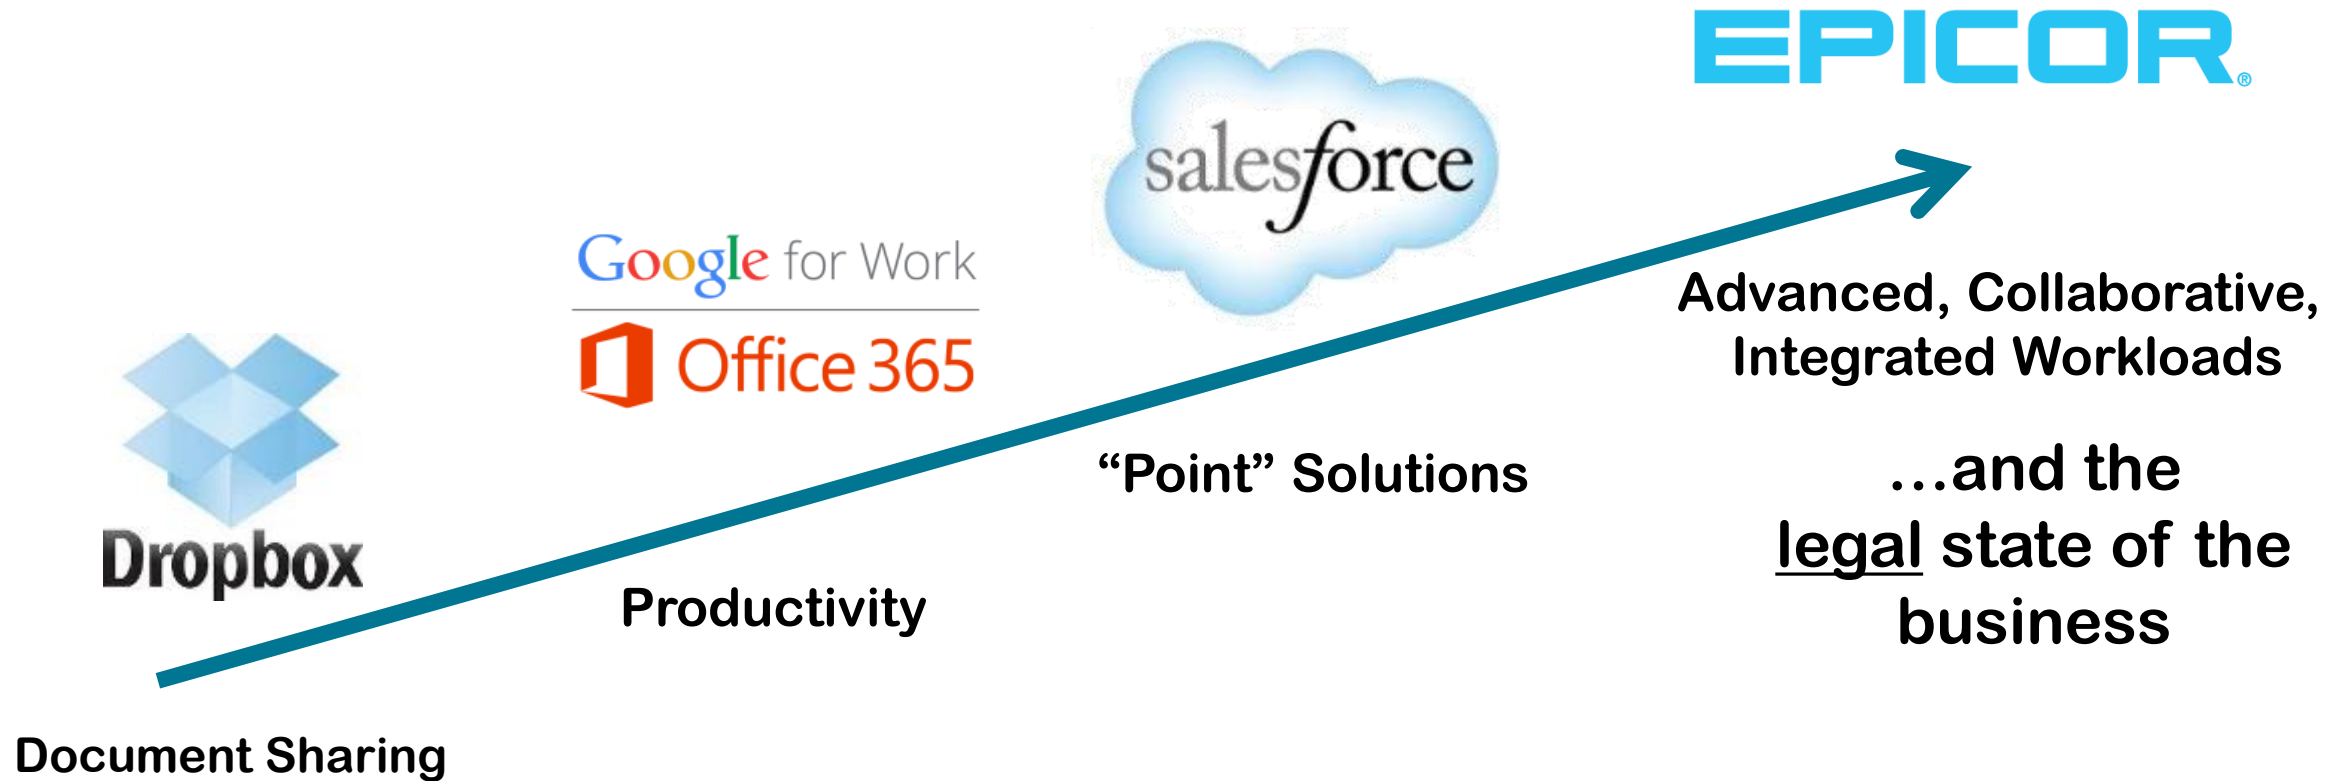 EPICOR®
salesforce
Google for Work
Office 365
Dropbox
Advanced, Collaborative,
Integrated Workloads
“Point” Solutions
…and the
legal state of the
business
Productivity
Document Sharing